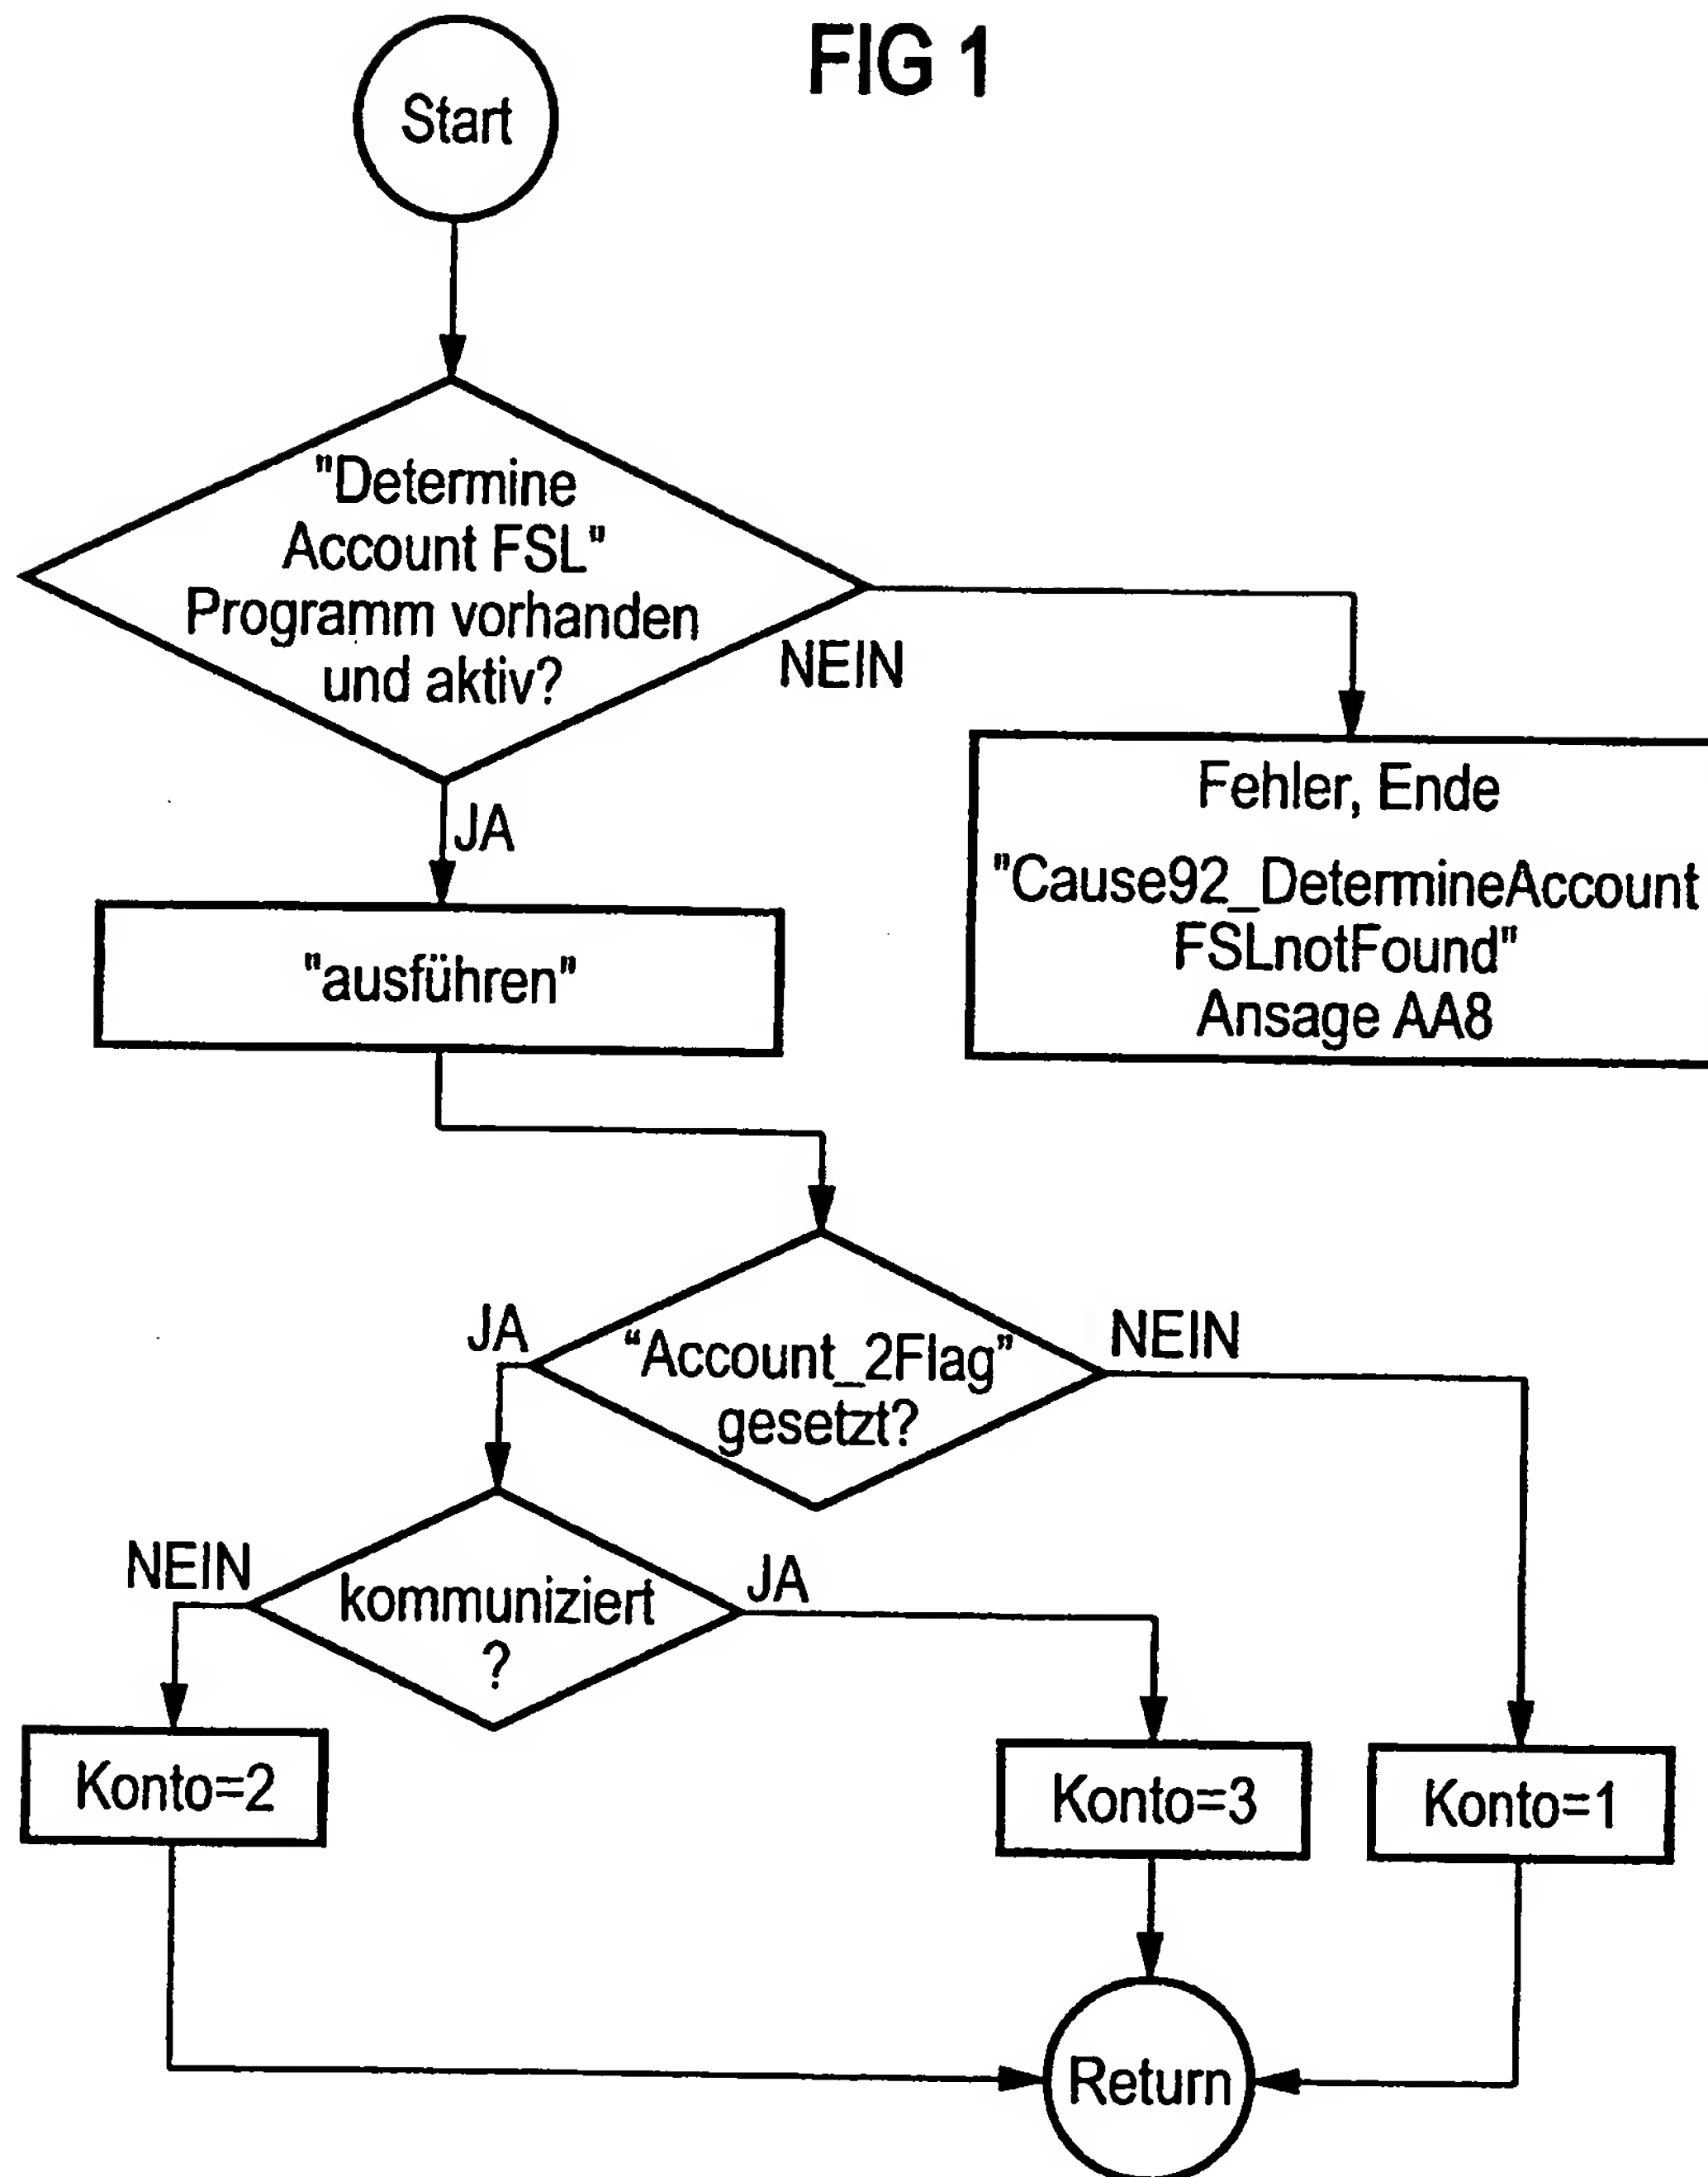 FIG 1
Start
"Determine
Account FSL"
Programm vorhanden
und aktiv?
NEIN
JA
Fehler, Ende
"Cause92_DetermineAccount
FSLnotFound"
Ansage AA8
"ausführen"
JA
“Account_2Flag”
gesetzt?
NEIN
NEIN
kommuniziert
?
JA
Konto=2
Konto=3
Konto=1
Return